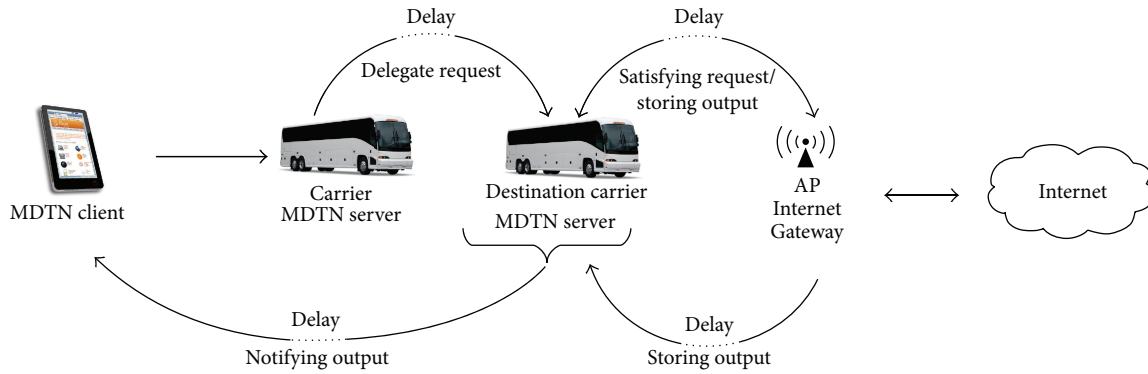 Delay
Delegate request
Delay
Satisfying request/
storing output
MDTN client
Carrier
MDTN server
Destination carrier
MDTN server
AP
Internet
Gateway
Internet
Delay
Notifying output
Delay
Storing output